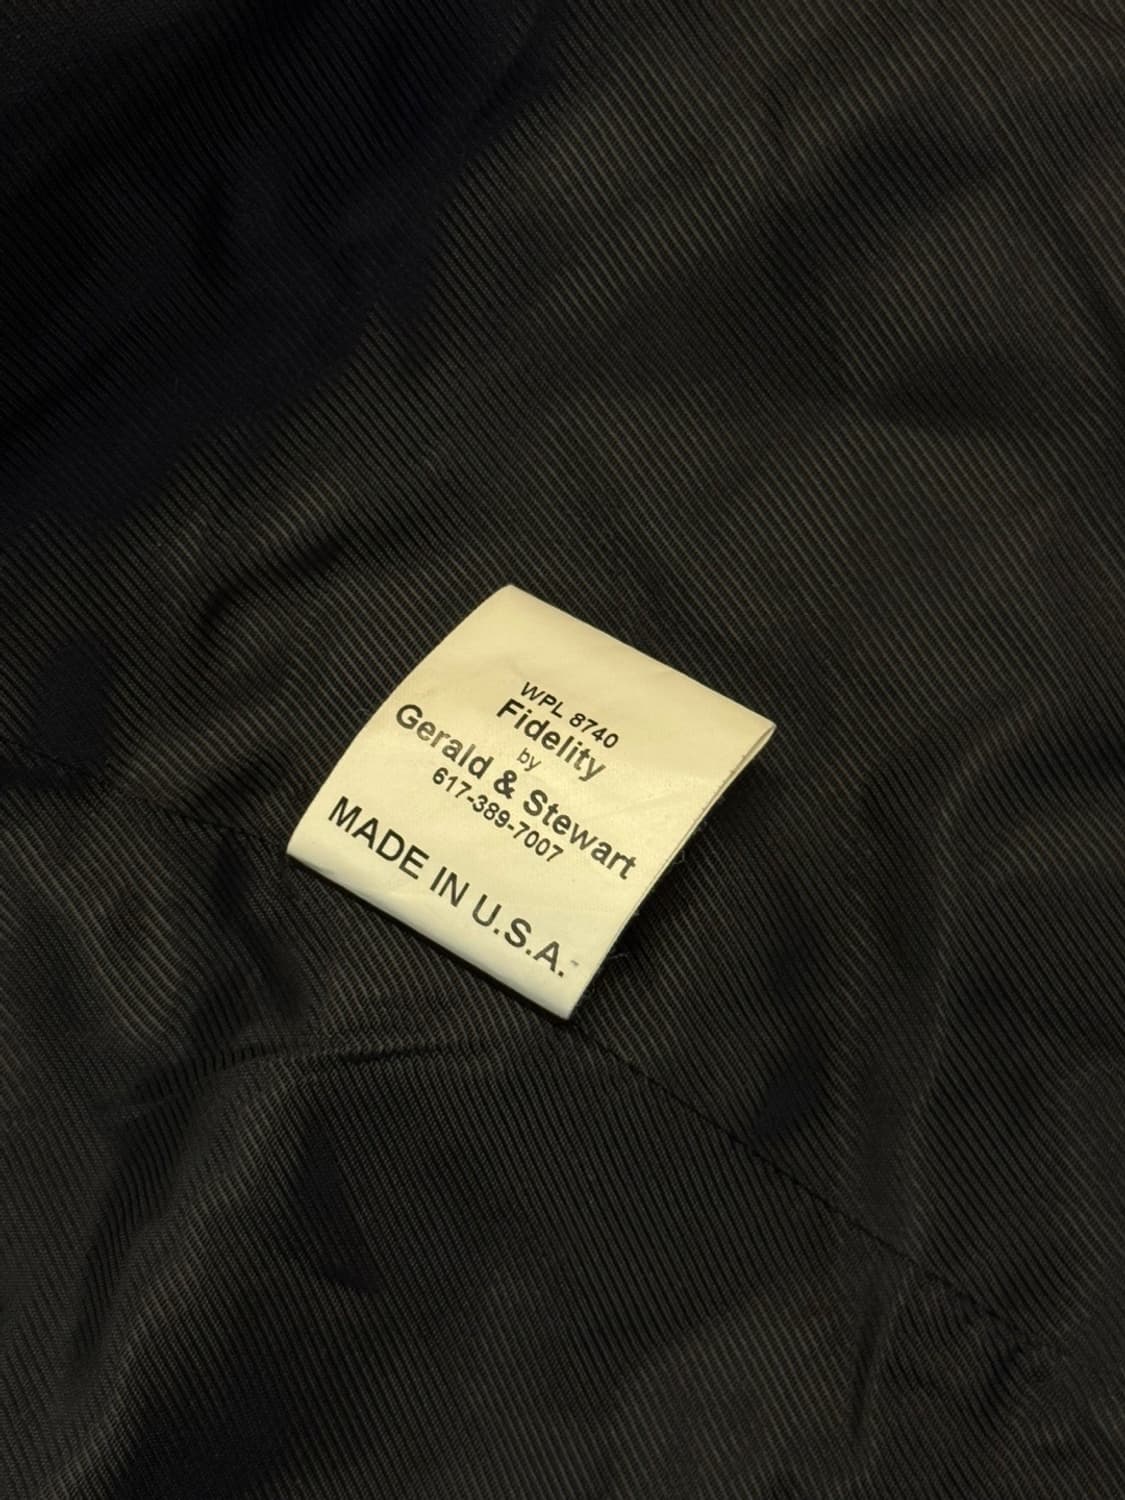 WPL 8740
Fidelity
by
Gerald & Stewart
617-389-7007
MADE IN U.S.A.